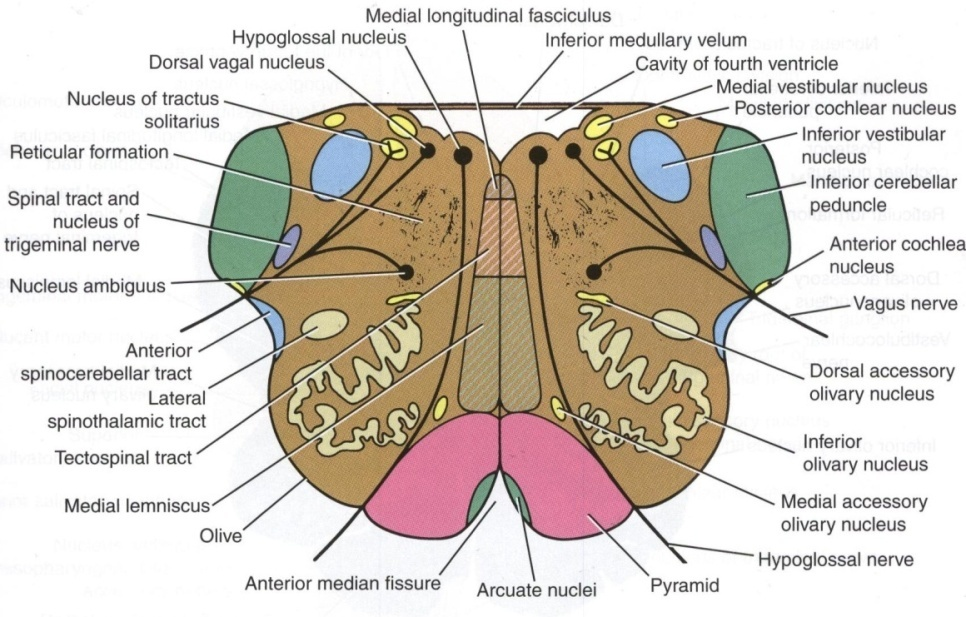 Medial longitudinal fasciculus
Hypoglossal nucleus
Dorsal vagal nucleus
Nucleus of tractus
solitarius
Reticular formation
Spinal tract and
nucleus of
trigeminal nerve
Nucleus ambiguus
Anterior
spinocerebellar tract
Lateral
spinothalamic tract
Tectospinal tract
Medial lemniscus
Olive
Anterior median fissure
Arcuate nuclei
Pyramid
Inferior medullary velum
Cavity of fourth ventricle
Medial vestibular nucleus
Posterior cochlear nucleus
Inferior vestibular
nucleus
Inferior cerebellar
peduncle
Anterior cochlea
nucleus
Vagus nerve
Dorsal accessory
olivary nucleus
Inferior
olivary nucleus
Medial accessory
olivary nucleus
Hypoglossal nerve